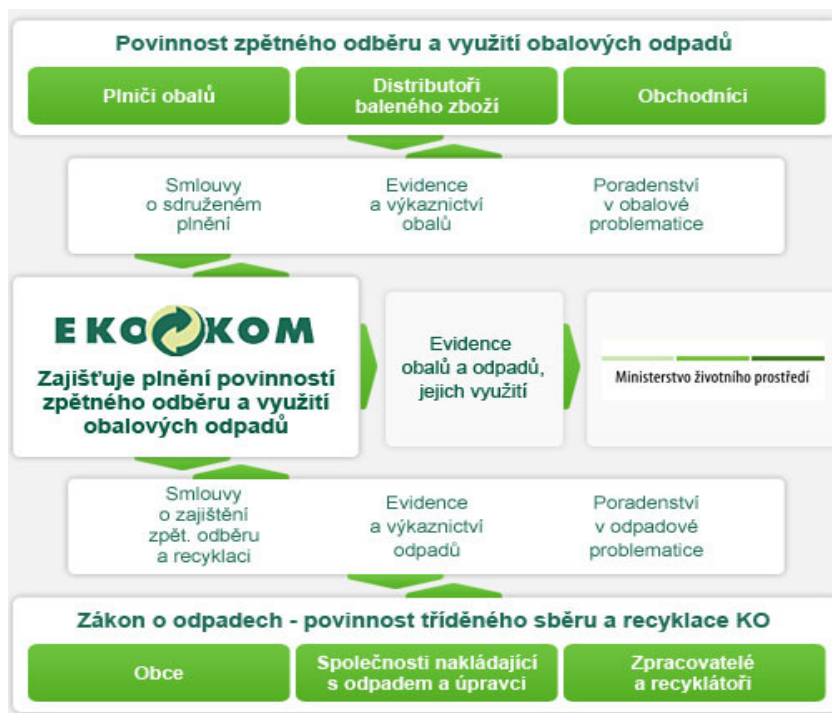 Povinnost zpětného odběru a využití obalových odpadů
Plniči obalů
Distributoři
baleného zboží
Obchodníci
Smlouvy
o sdruženém
plnění
Evidence
a výkaznictví
obalů
Poradenství
v obalové
problematice
EKO KOM
Zajišťuje plnění povinností
zpětného odběru a využití
obalových odpadů
Evidence
obalů a odpadů,
jejich využití
Ministerstvo životního prostředí
Smlouvy
o zajištění
zpět. odběru
a recyklaci
Evidence
a výkaznictví
odpadů
Poradenství
v odpadové
problematice
Zákon o odpadech - povinnost tříděného sběru a recyklace KO
Obce
Společnosti nakládající
s odpadem a úpravci
Zpracovatelé
a recyklátoři